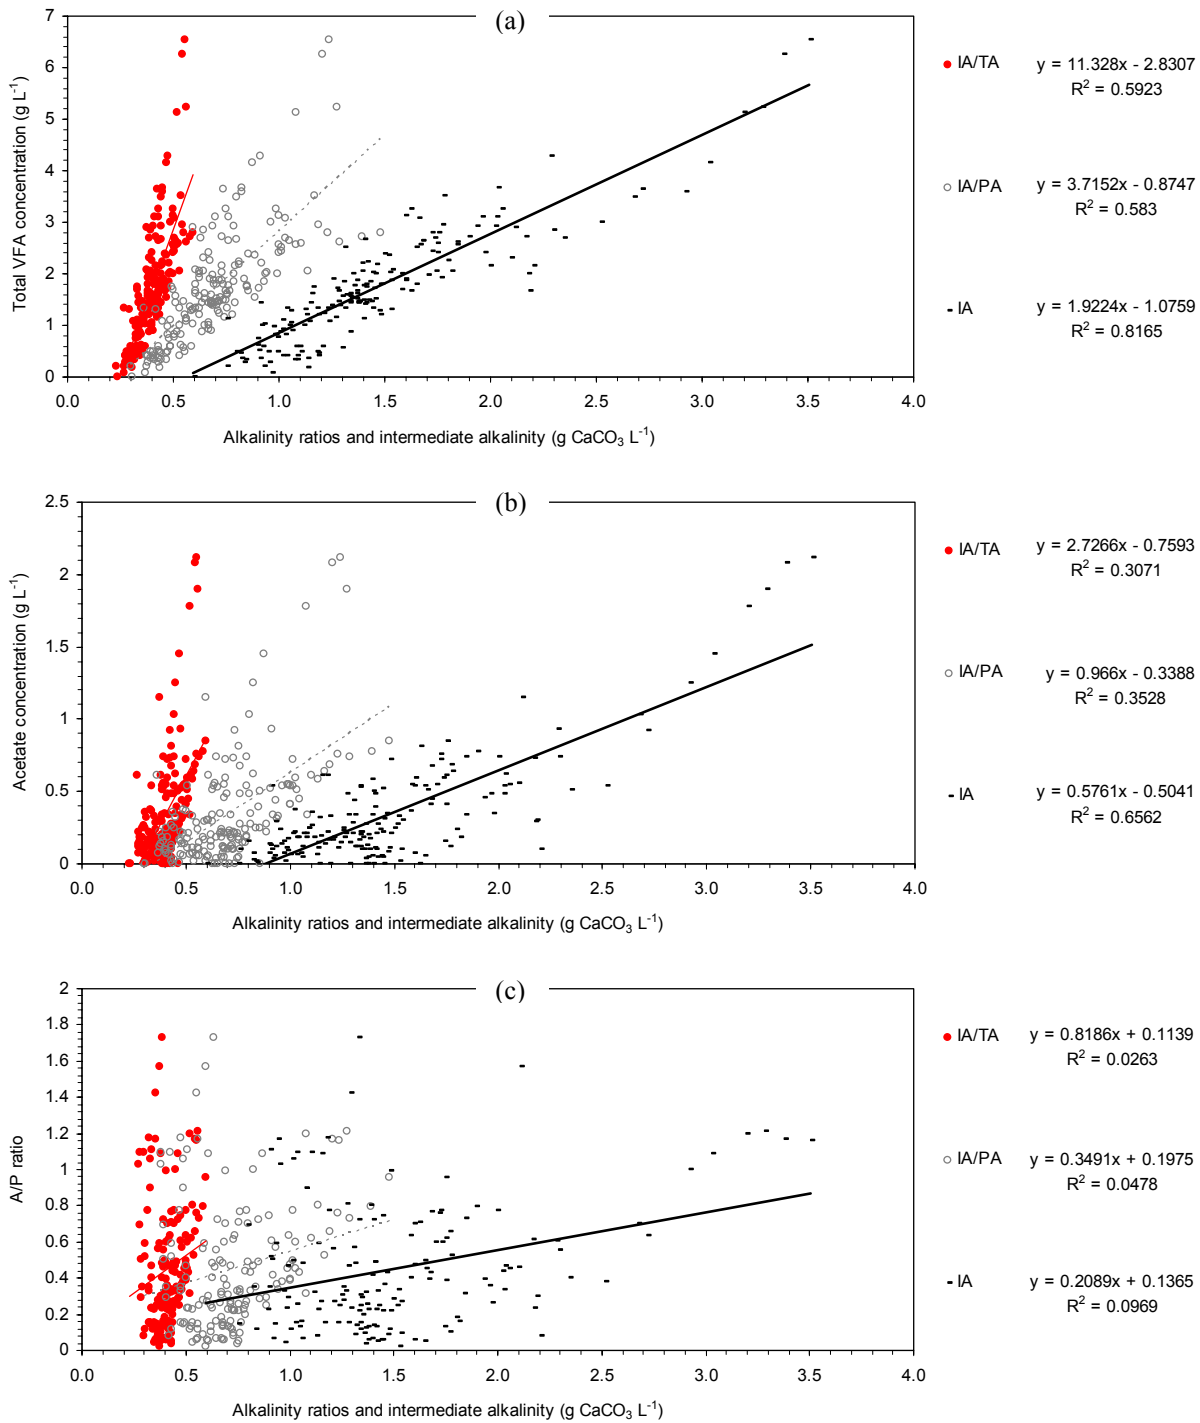 (a)
Total VFA concentration (g L⁻¹)
7
6
5
4
3
2
1
0
0.0 0.5 1.0 1.5 2.0 2.5 3.0 3.5 4.0
Alkalinity ratios and intermediate alkalinity (g CaCO₃ L⁻¹)
IA/TA y = 11.328x - 2.8307
R² = 0.5923
IA/PA y = 3.7152x - 0.8747
R² = 0.583
IA y = 1.9224x - 1.0759
R² = 0.8165
(b)
Acetate concentration (g L⁻¹)
2.5
2
1.5
1
0.5
0
0.0 0.5 1.0 1.5 2.0 2.5 3.0 3.5 4.0
Alkalinity ratios and intermediate alkalinity (g CaCO₃ L⁻¹)
IA/TA y = 2.7266x - 0.7593
R² = 0.3071
IA/PA y = 0.966x - 0.3388
R² = 0.3528
IA y = 0.5761x - 0.5041
R² = 0.6562
(c)
A/P ratio
2
1.8
1.6
1.4
1.2
1
0.8
0.6
0.4
0.2
0
0.0 0.5 1.0 1.5 2.0 2.5 3.0 3.5 4.0
Alkalinity ratios and intermediate alkalinity (g CaCO₃ L⁻¹)
IA/TA y = 0.8186x + 0.1139
R² = 0.0263
IA/PA y = 0.3491x + 0.1975
R² = 0.0478
IA y = 0.2089x + 0.1365
R² = 0.0969